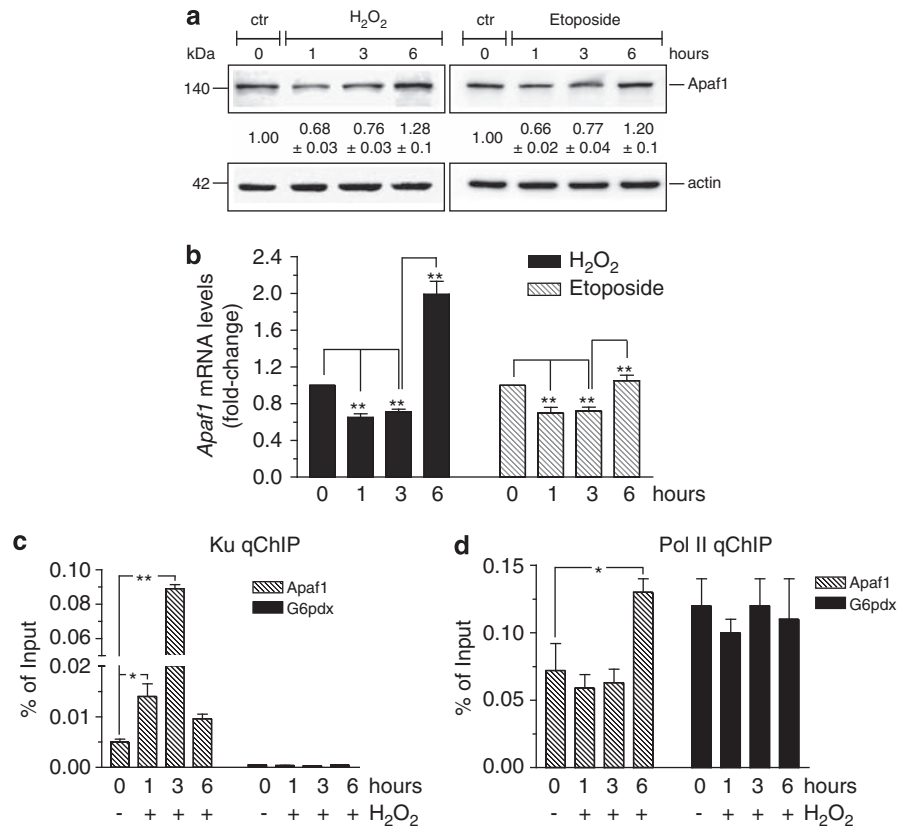 a
ctr H2O2 ctr Etoposide
kDa 0 1 3 6 0 1 3 6 hours
140 Apaf1
1.00 0.68 ± 0.03 0.76 ± 0.03 1.28 ± 0.1 1.00 0.66 ± 0.02 0.77 ± 0.04 1.20 ± 0.1
42 actin
b
Apaf1 mRNA levels
(fold-change)
2.4
2.0
1.6
1.2
0.8
0.4
0.0
H2O2
Etoposide
** ** ** ** ** **
0 1 3 6 0 1 3 6 hours
c
Ku qChIP
% of Input
0.10
0.08
0.06
0.02
0.01
0.00
**
*
Apaf1
G6pdx
0 1 3 6 0 1 3 6 hours
- + + + - + + + H2O2
d
Pol II qChIP
% of Input
0.15
0.10
0.05
0.00
*
Apaf1
G6pdx
0 1 3 6 0 1 3 6 hours
- + + + - + + + H2O2